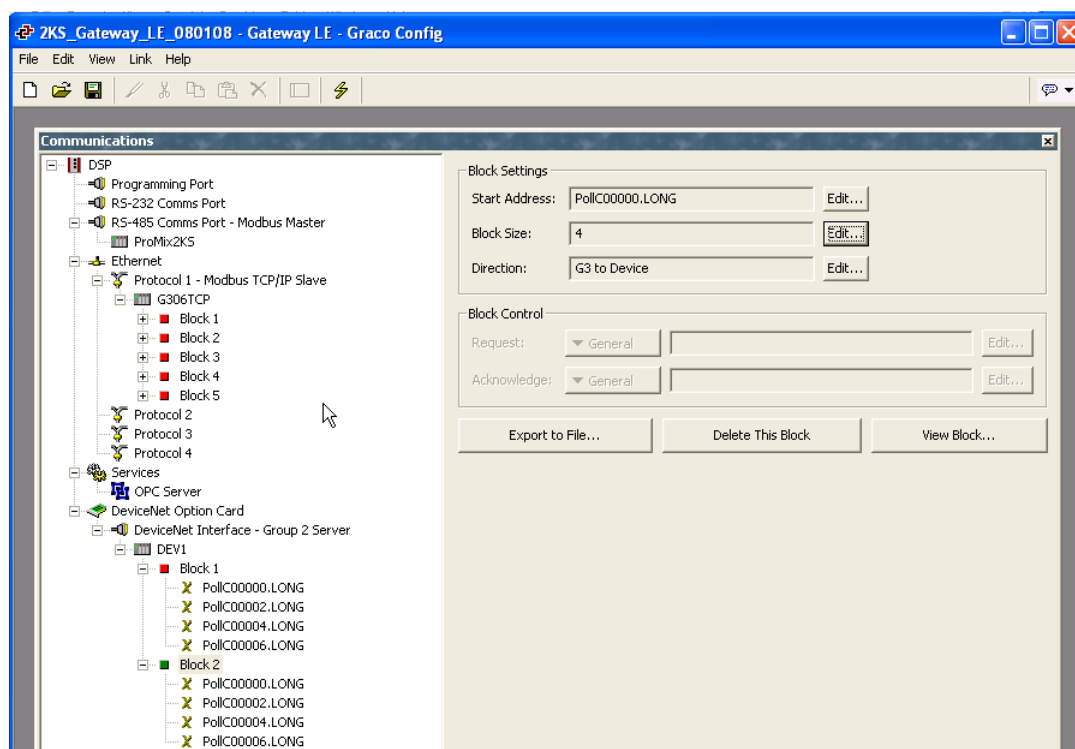 2KS_Gateway_LE_080108 - Gateway LE - Graco Config
File Edit View Link Help
Communications
DSP
Programming Port
RS-232 Comms Port
RS-485 Comms Port - Modbus Master
ProMix2KS
Ethernet
Protocol 1 - Modbus TCP/IP Slave
G306TCP
Block 1
Block 2
Block 3
Block 4
Block 5
Protocol 2
Protocol 3
Protocol 4
Services
OPC Server
DeviceNet Option Card
DeviceNet Interface - Group 2 Server
DEV1
Block 1
PollC00000.LONG
PollC00002.LONG
PollC00004.LONG
PollC00006.LONG
Block 2
PollC00000.LONG
PollC00002.LONG
PollC00004.LONG
PollC00006.LONG
Block Settings
Start Address: PollC00000.LONG Edit...
Block Size: 4 Edit...
Direction: G3 to Device Edit...
Block Control
Request: General Edit...
Acknowledge: General Edit...
Export to File... Delete This Block View Block...